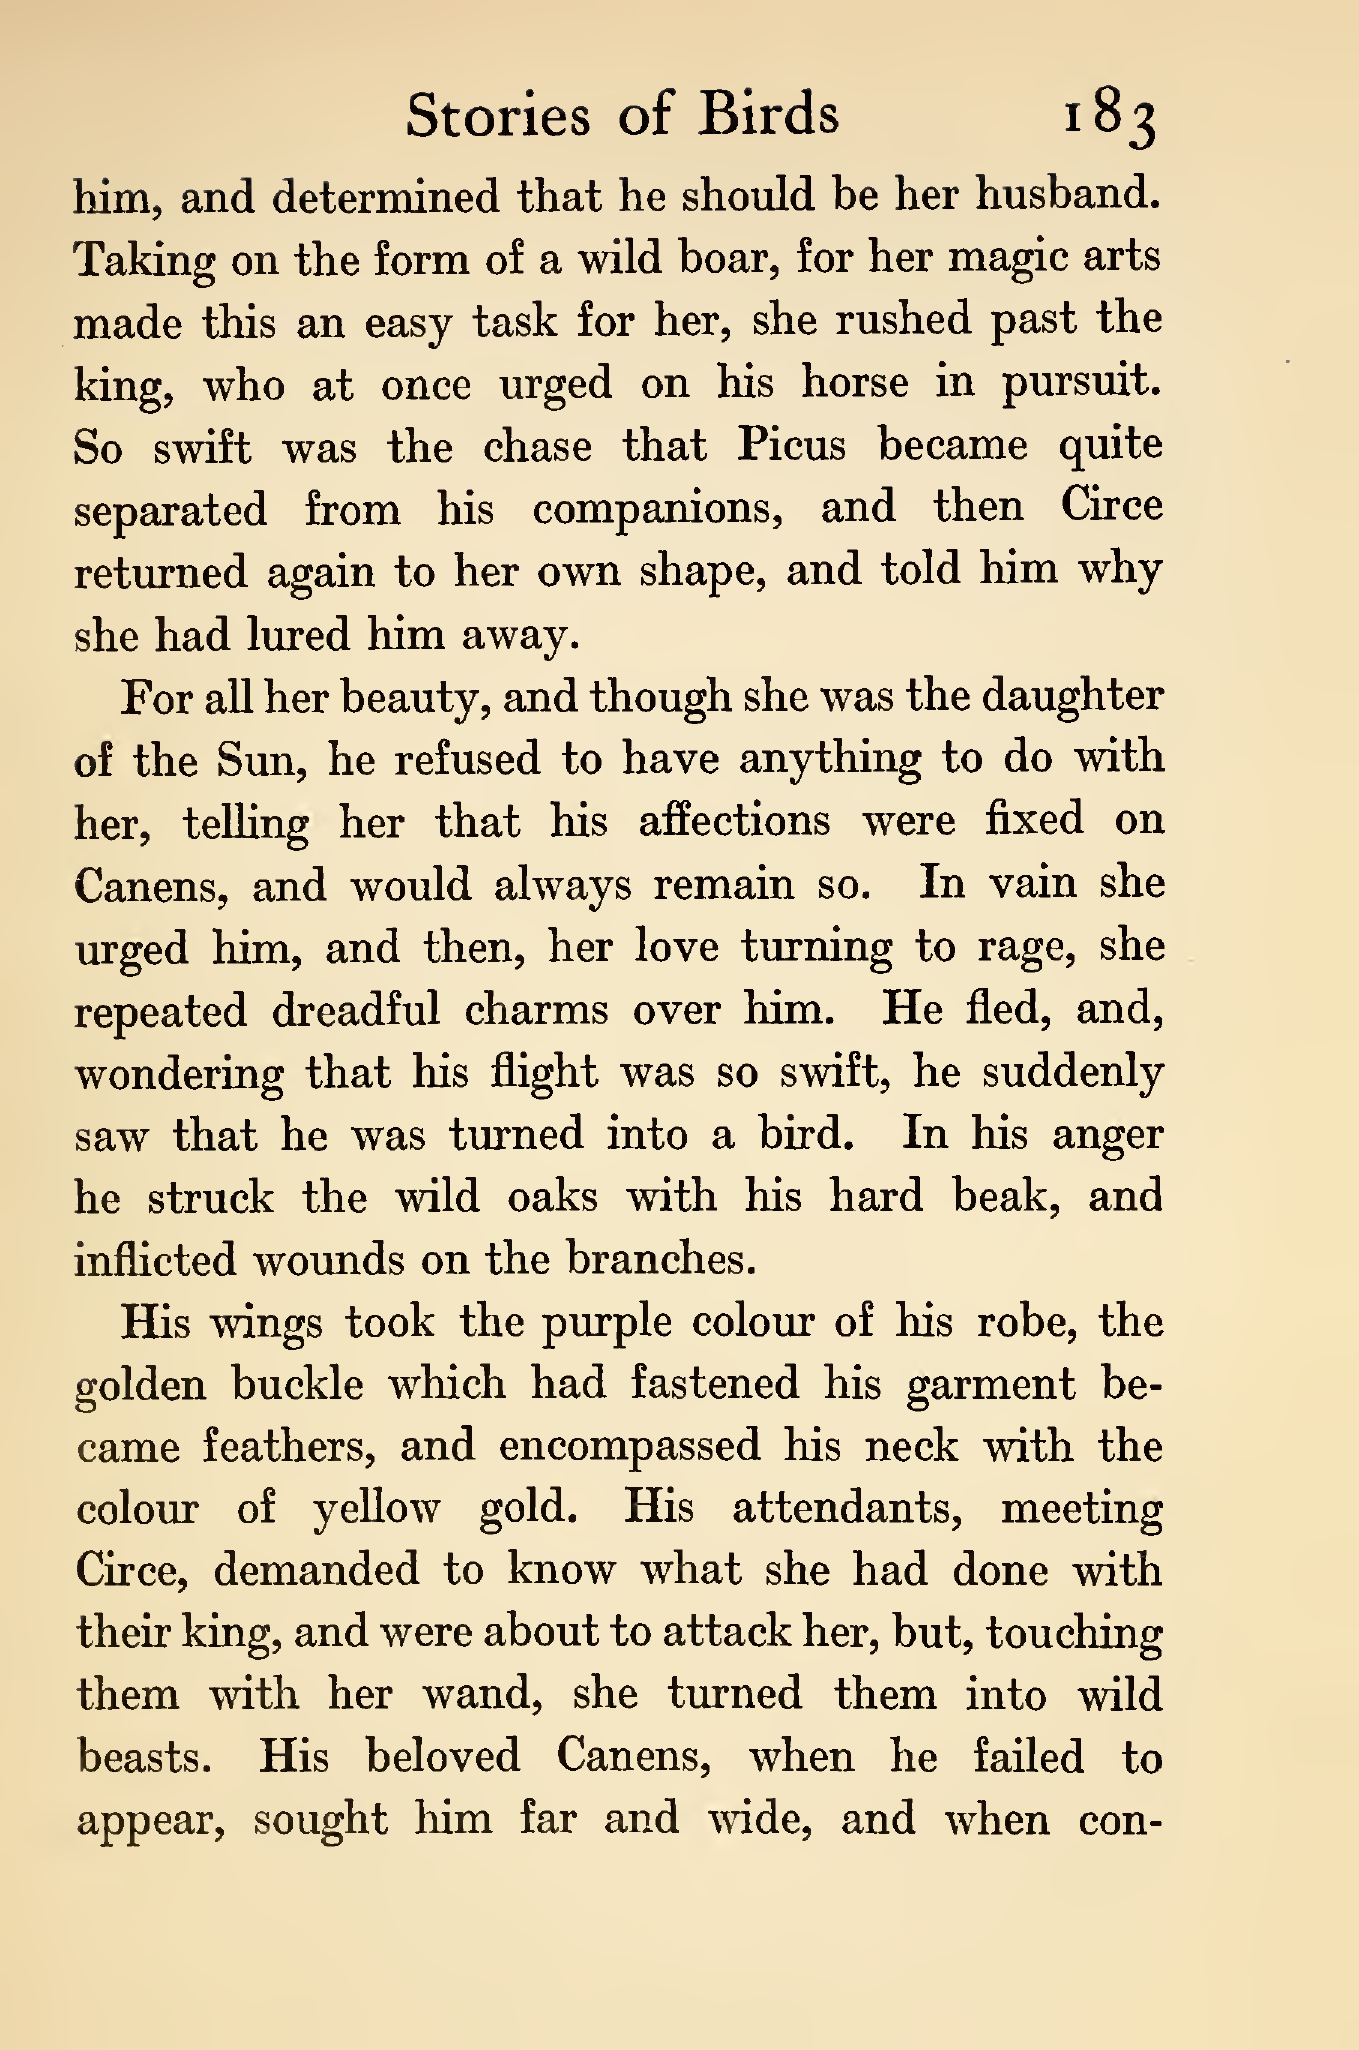 Stories of Birds 183
him, and determined that he should be her husband.
Taking on the form of a wild boar, for her magic arts
made this an easy task for her, she rushed past the
king, who at once urged on his horse in pursuit.
So swift was the chase that Picus became quite
separated from his companions, and then Circe
returned again to her own shape, and told him why
she had lured him away.
For all her beauty, and though she was the daughter
of the Sun, he refused to have anything to do with
her, telling her that his affections were fixed on
Canens, and would always remain so. In vain she
urged him, and then, her love turning to rage, she
repeated dreadful charms over him. He fled, and,
wondering that his flight was so swift, he suddenly
saw that he was turned into a bird. In his anger
he struck the wild oaks with his hard beak, and
inflicted wounds on the branches.
His wings took the purple colour of his robe, the
golden buckle which had fastened his garment be-
came feathers, and encompassed his neck with the
colour of yellow gold. His attendants, meeting
Circe, demanded to know what she had done with
their king, and were about to attack her, but, touching
them with her wand, she turned them into wild
beasts. His beloved Canens, when he failed to
appear, sought him far and wide, and when con-